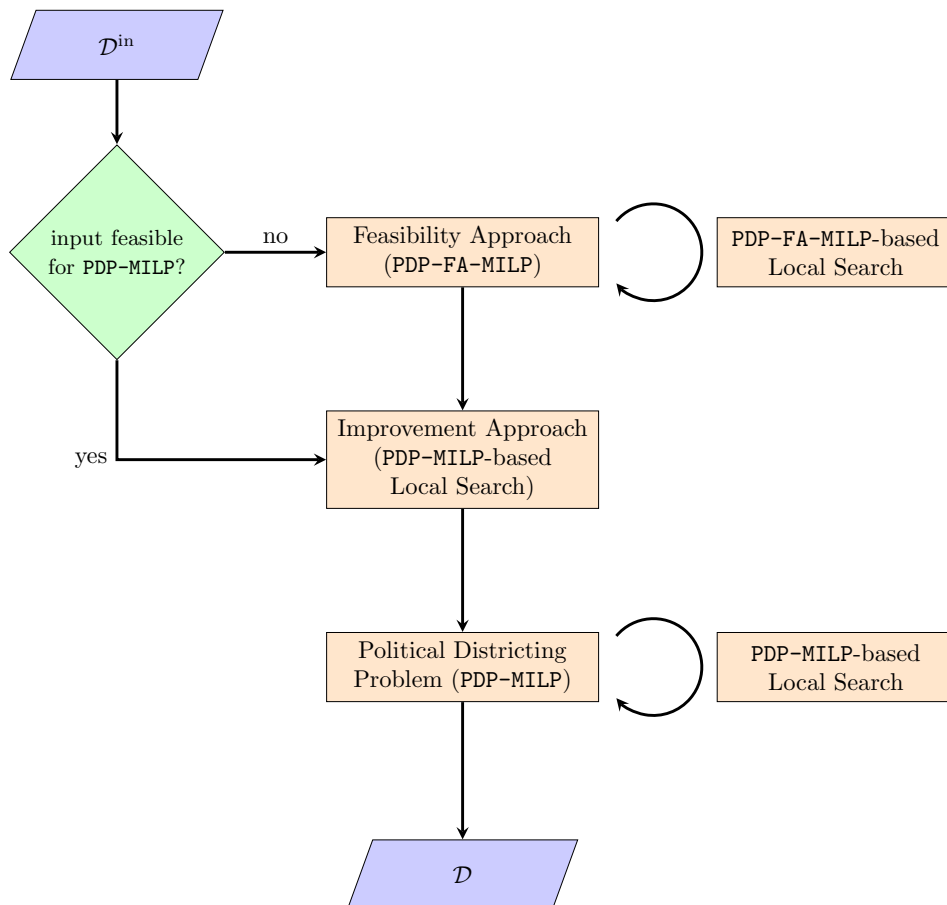 𝒟ⁱⁿ
input feasible
for PDP-MILP?
no
Feasibility Approach
(PDP-FA-MILP)
PDP-FA-MILP-based
Local Search
yes
Improvement Approach
(PDP-MILP-based
Local Search)
Political Districting
Problem (PDP-MILP)
PDP-MILP-based
Local Search
𝒟